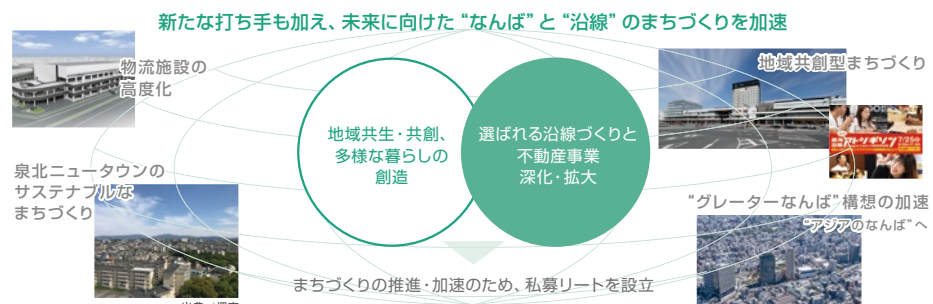 新たな打ち手も加え、未来に向けた“なんば”と“沿線”のまちづくりを加速
物流施設の
高度化
地域共創型まちづくり
地域共生・共創、
多様な暮らしの
創造
選ばれる沿線づくりと
不動産事業
深化・拡大
泉北ニュータウンの
サステナブルな
まちづくり
“グレーターなんば”構想の加速
“アジアのなんば”へ
まちづくりの推進・加速のため、私募リートを設立